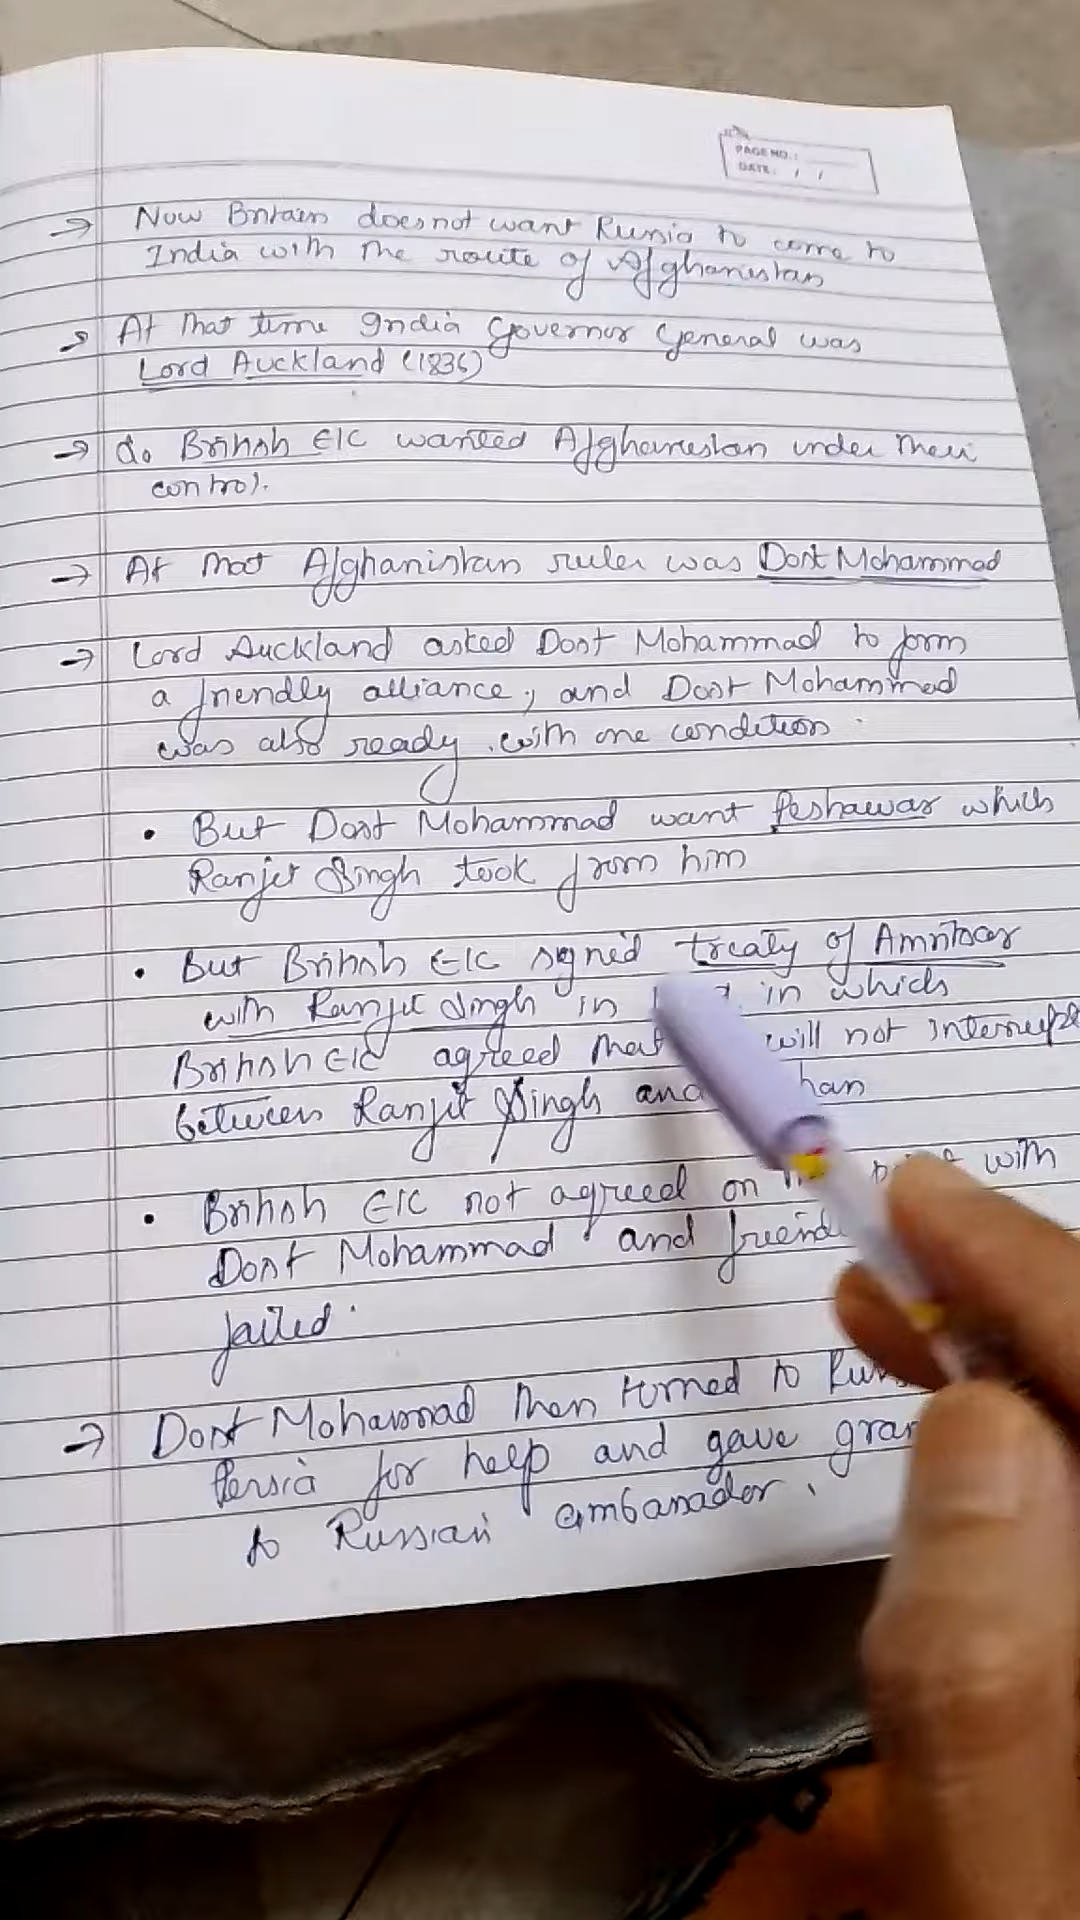 PAGE NO.:
DATE: / /
→ Now Britain doesnot want Russia to come to
India with the route of Afghanistan
→ At that time India Governor General was
Lord Auckland (1836)
→ So British EIC wanted Afghanistan under their
control.
→ At that Afghanistan ruler was Dost Mohammad
→ Lord Auckland asked Dost Mohammad to form
a friendly alliance, and Dost Mohammad
was also ready with one condition.
• But Dost Mohammad want Peshawar which
Ranjit Singh took from him
• But British EIC signed treaty of Amritsar
with Ranjit Singh in in which
British EIC agreed that will not interrupt
between Ranjit Singh and
• British EIC not agreed on with
Dost Mohammad and
failed.
→ Dost Mohammad then turned to
Persia for help and gave
to Russian ambassador.